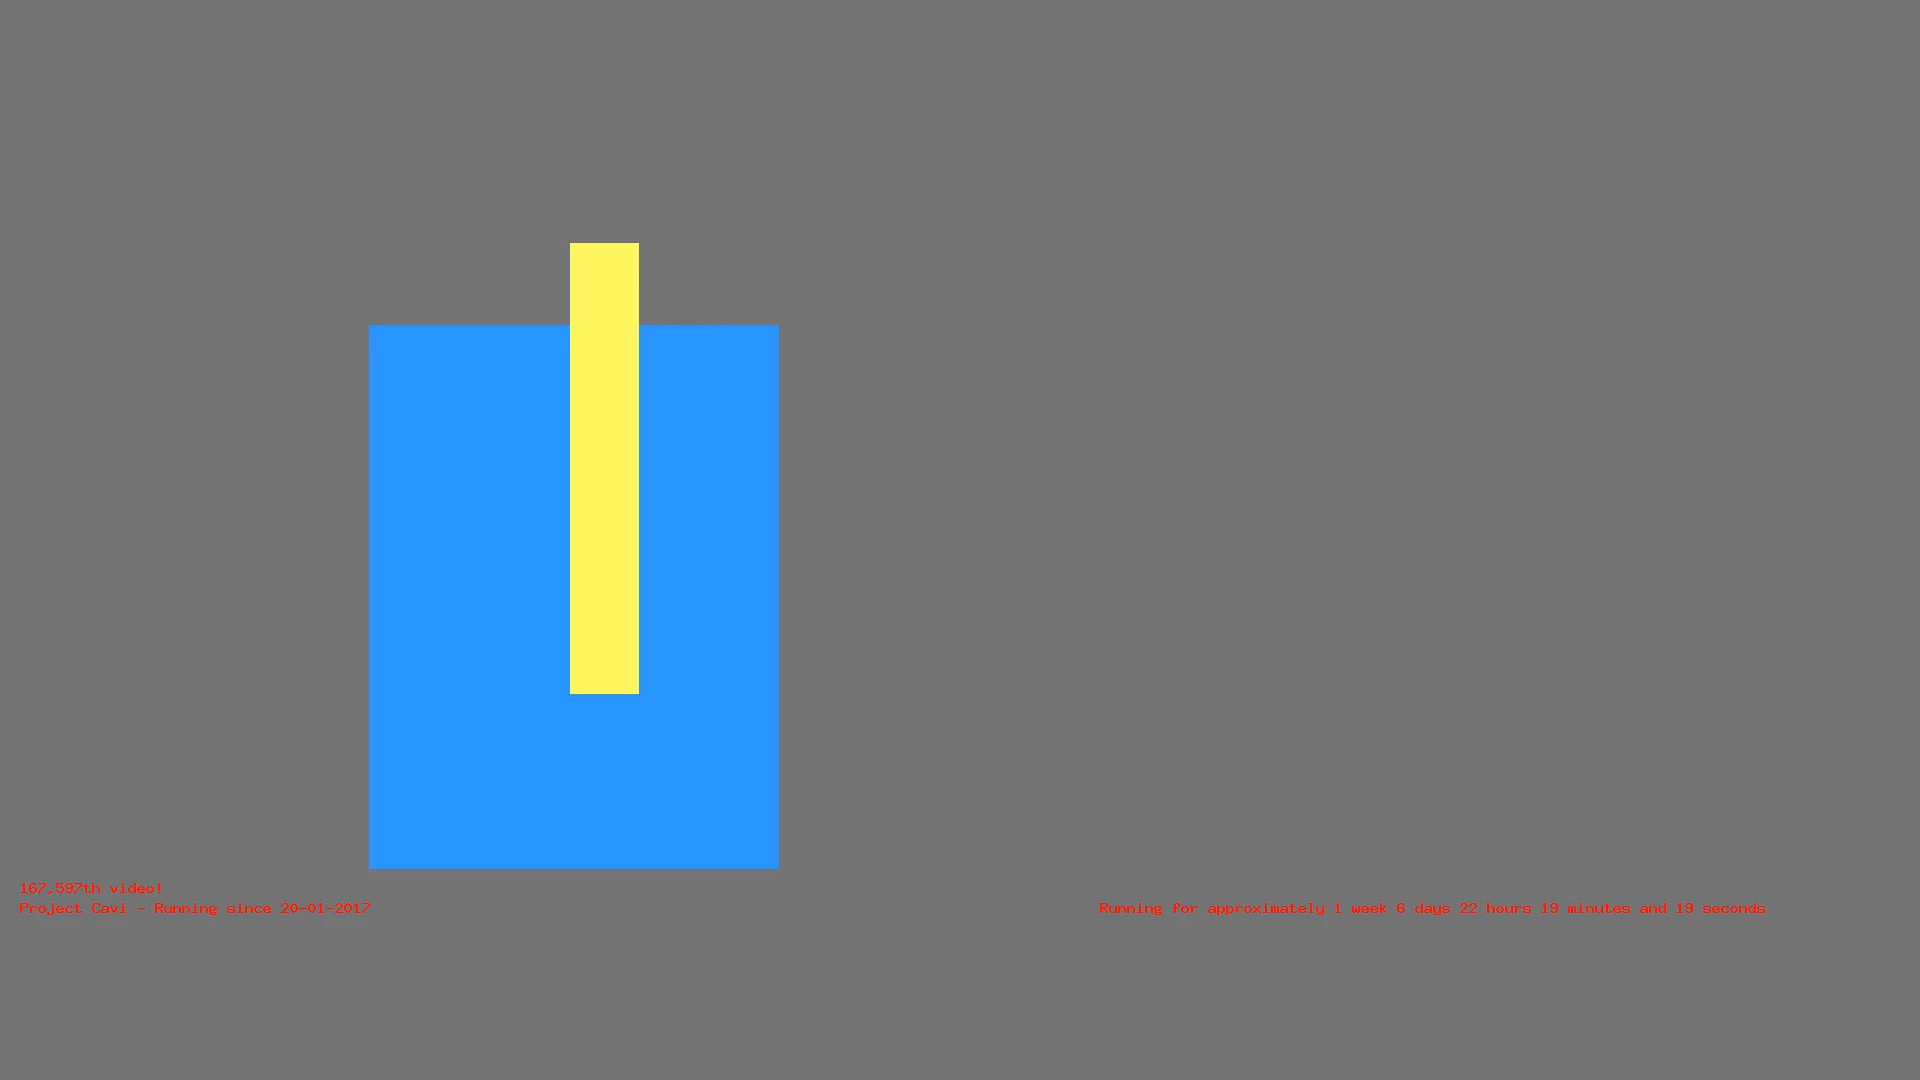 167,597th video!
Project Cavi - Running since 20-01-2017
Running for approximately 1 week 6 days 22 hours 19 minutes and 19 seconds